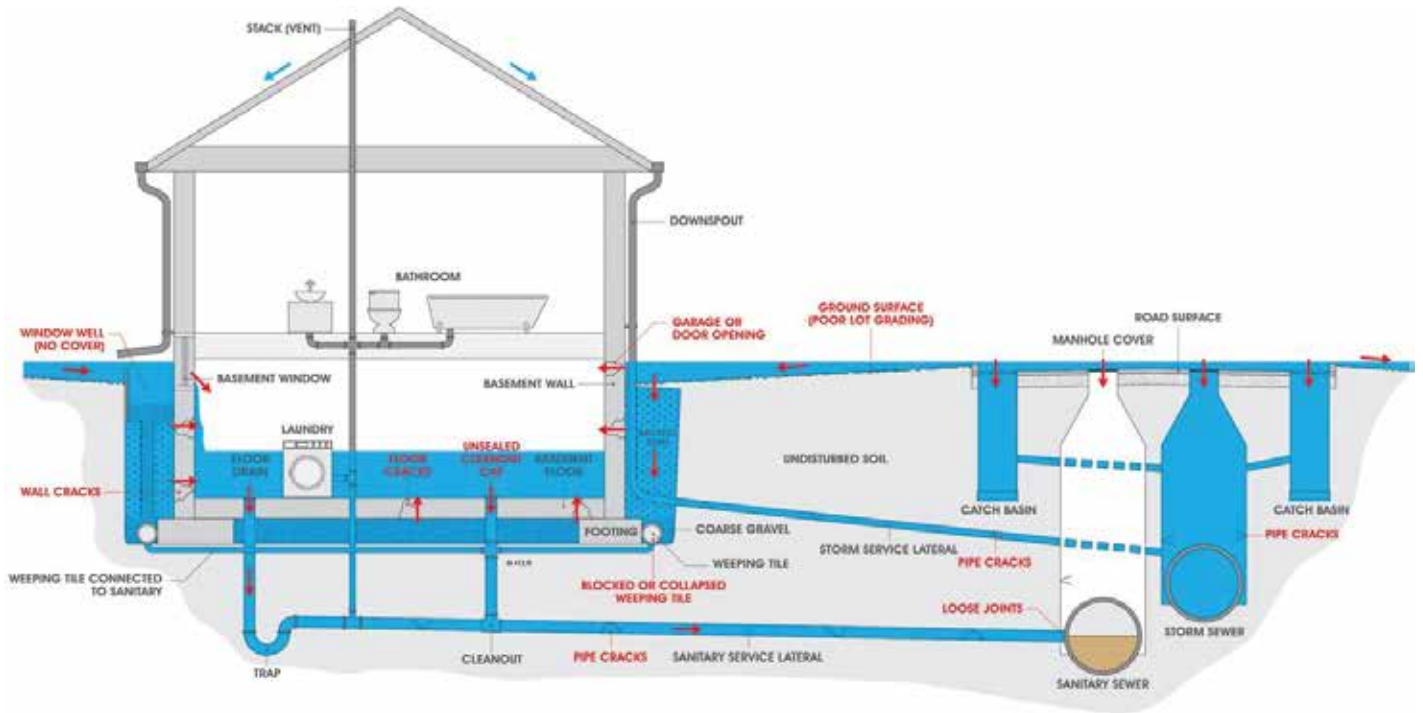 STACK (VENT)
DOWNSPOUT
BATHROOM
WINDOW WELL
(NO COVER)
GARAGE OR
DOOR OPENING
GROUND SURFACE
(POOR LOT GRADING)
ROAD SURFACE
MANHOLE COVER
BASEMENT WINDOW
BASEMENT WALL
LAUNDRY
FLOOR
DRAIN
FLOOR
CRACKS
UNSEALED
CLEANOUT
CAP
BASEMENT
FLOOR
UNDISTURBED SOIL
WALL CRACKS
CATCH BASIN
CATCH BASIN
FOOTING
COARSE GRAVEL
STORM SERVICE LATERAL
PIPE CRACKS
PIPE CRACKS
WEEPING TILE
WEEPING TILE CONNECTED
TO SANITARY
BLOCKED OR COLLAPSED
WEEPING TILE
LOOSE JOINTS
STORM SEWER
TRAP
CLEANOUT
PIPE CRACKS
SANITARY SERVICE LATERAL
SANITARY SEWER